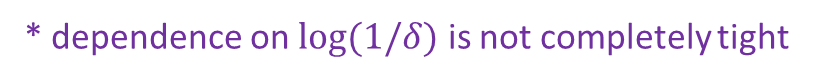 * dependence on log(1/δ) is not completely tight